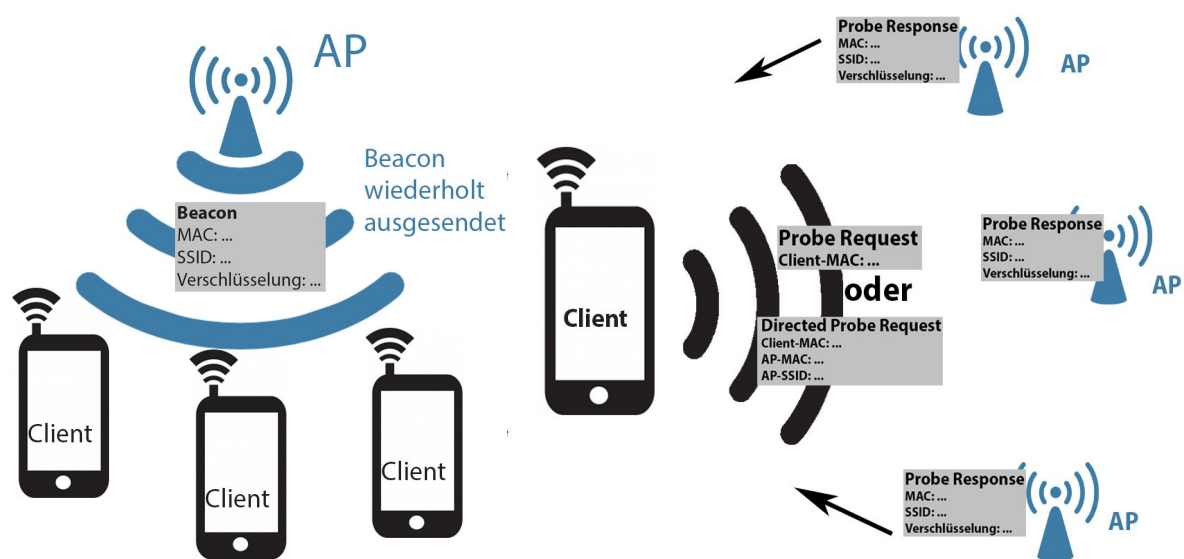 AP
Beacon
wiederholt
ausgesendet
Beacon
MAC: ...
SSID: ...
Verschlüsselung: ...
Client
Client
Client
Probe Response
MAC: ...
SSID: ...
Verschlüsselung: ...
AP
Client
Probe Request
Client-MAC: ...
oder
Directed Probe Request
Client-MAC: ...
AP-MAC: ...
AP-SSID: ...
Probe Response
MAC: ...
SSID: ...
Verschlüsselung: ...
AP
Probe Response
MAC: ...
SSID: ...
Verschlüsselung: ...
AP